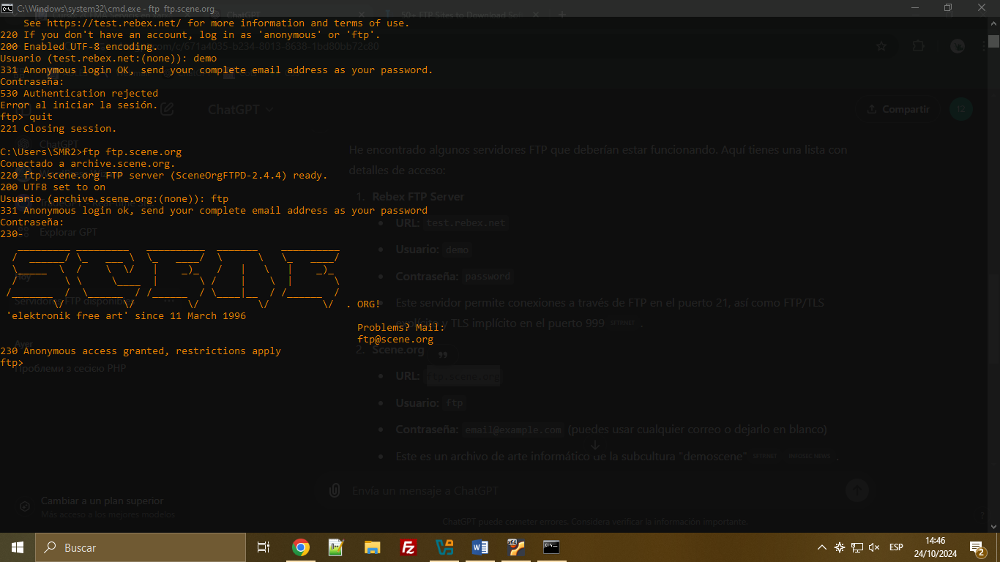 C:\Windows\system32\cmd.exe - ftp ftp.scene.org
ChatGPT
50+ FTP Sites to Download
See https://test.rebex.net/ for more information and terms of use.
220 If you don't have an account, log in as 'anonymous' or 'ftp'.
200 Enabled UTF-8 encoding.
/c/671a4035-b234-8013-8638-1bd80bb72c80
Usuario (test.rebex.net:(none)): demo
331 Anonymous login OK, send your complete email address as your password.
Contraseña:
530 Authentication rejected
Error al iniciar la sesión.
ftp> quit
221 Closing session.
ChatGPT
Compartir
12
ChatGPT
C:\Users\SMR2>ftp ftp.scene.org
Conectado a archive.scene.org.
220 ftp.scene.org FTP server (SceneOrgFTPD-2.4.4) ready.
200 UTF8 set to on
Usuario (archive.scene.org:(none)): ftp
331 Anonymous login ok, send your complete email address as your password
Contraseña:
230-
Explorar GPT
SCENE
. ORG!
'elektronik free art' since 11 March 1996
Problems? Mail:
ftp@scene.org
230 Anonymous access granted, restrictions apply
ftp>
Hoy
Servidores FTP disponibles
Ayer
Проблеми з сесією PHP
Cambiar a un plan superior
Más acceso a los mejores modelos
He encontrado algunos servidores FTP que deberían estar funcionando. Aquí tienes una lista con
detalles de acceso:
1. Rebex FTP Server
URL: test.rebex.net
Usuario: demo
Contraseña: password
Este servidor permite conexiones a través de FTP en el puerto 21, así como FTP/TLS
explícito y TLS implícito en el puerto 999 SFTPNET .
2. Scene.org
URL: ftp.scene.org
Usuario: ftp
Contraseña: email@example.com (puedes usar cualquier correo o dejarlo en blanco)
Este es un archivo de arte informático de la subcultura "demoscene" INFOSEC NEWS .
Envía un mensaje a ChatGPT
ChatGPT puede cometer errores. Considera verificar la información importante.
?
Buscar
ESP
14:46
24/10/2024
2